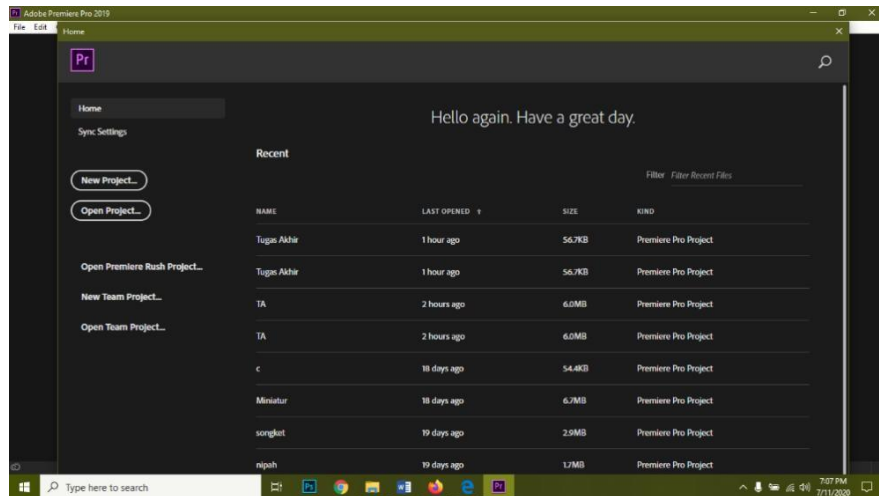 Adobe Premiere Pro 2019
File Edit
Home
Pr
Home
Sync Settings
New Project...
Open Project...
Open Premiere Rush Project...
New Team Project...
Open Team Project...
Hello again. Have a great day.
Recent
Filter Filter Recent Files
NAME LAST OPENED ↑ SIZE KIND
Tugas Akhir 1 hour ago 56.7KB Premiere Pro Project
Tugas Akhir 1 hour ago 56.7KB Premiere Pro Project
TA 2 hours ago 6.0MB Premiere Pro Project
TA 2 hours ago 6.0MB Premiere Pro Project
c 18 days ago 54.4KB Premiere Pro Project
Miniatur 18 days ago 6.7MB Premiere Pro Project
songket 19 days ago 2.9MB Premiere Pro Project
nipah 19 days ago 1.7MB Premiere Pro Project
Type here to search
Ps
Pr
7:07 PM
7/11/2020